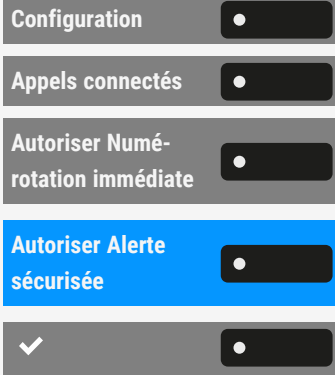 Configuration
Appels connectés
Autoriser Numé-
rotation immédiate
Autoriser Alerte
sécurisée